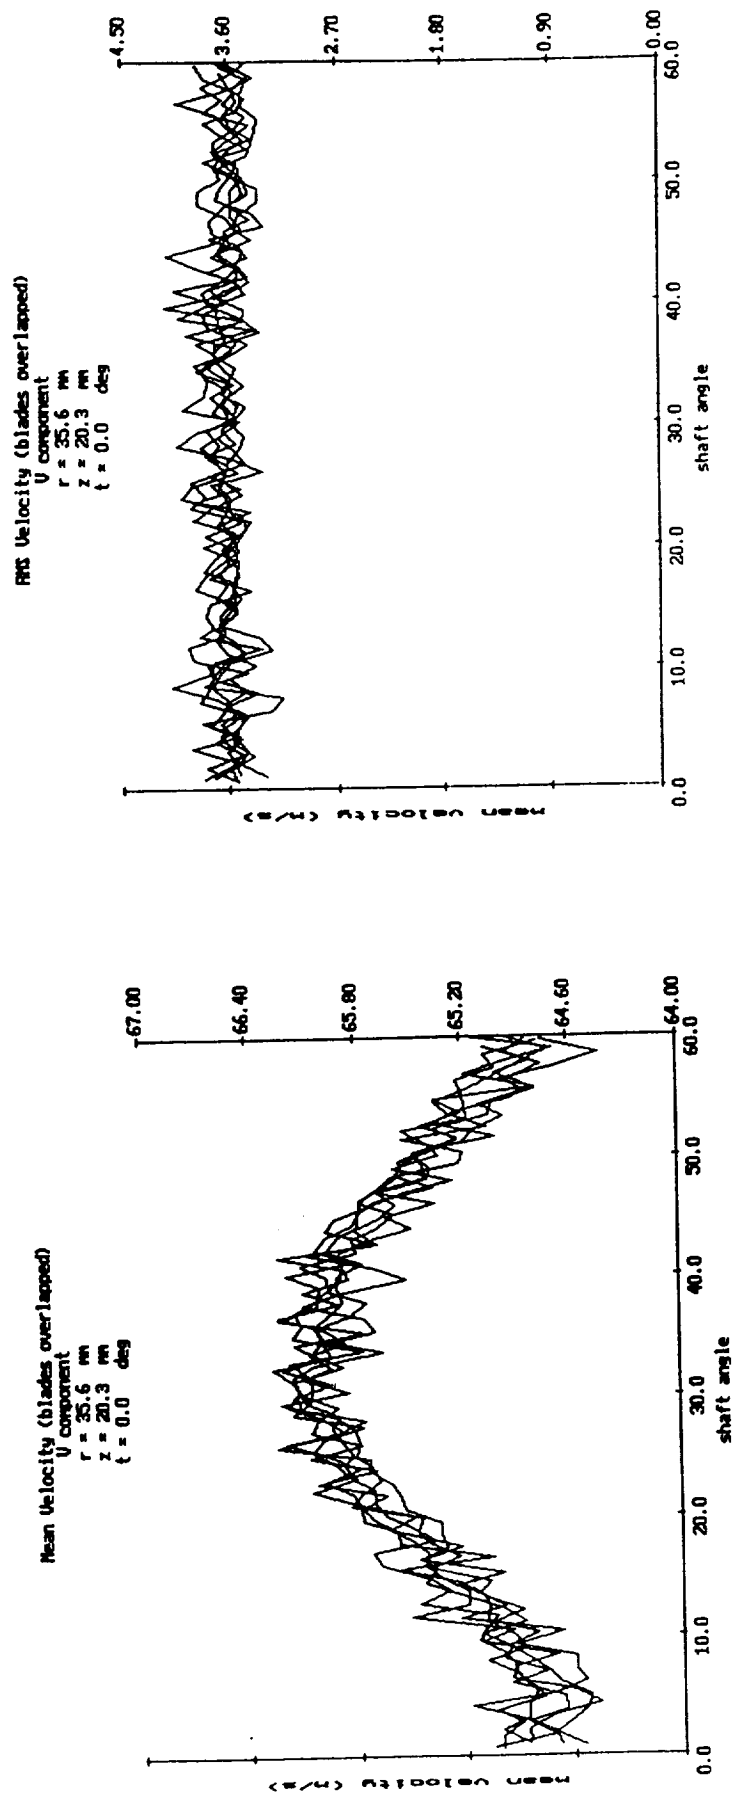 Mean Velocity (blades overlapped)
V component
r = 35.6 mm
z = 20.3 mm
t = 0.0 deg
67.00
66.40
65.80
65.20
64.60
64.00
0.0
10.0
20.0
30.0
40.0
50.0
60.0
shaft angle
Mean Velocity (m/s)
RMS Velocity (blades overlapped)
V component
r = 35.6 mm
z = 20.3 mm
t = 0.0 deg
4.50
3.60
2.70
1.80
0.90
0.00
0.0
10.0
20.0
30.0
40.0
50.0
60.0
shaft angle
Mean Velocity (m/s)